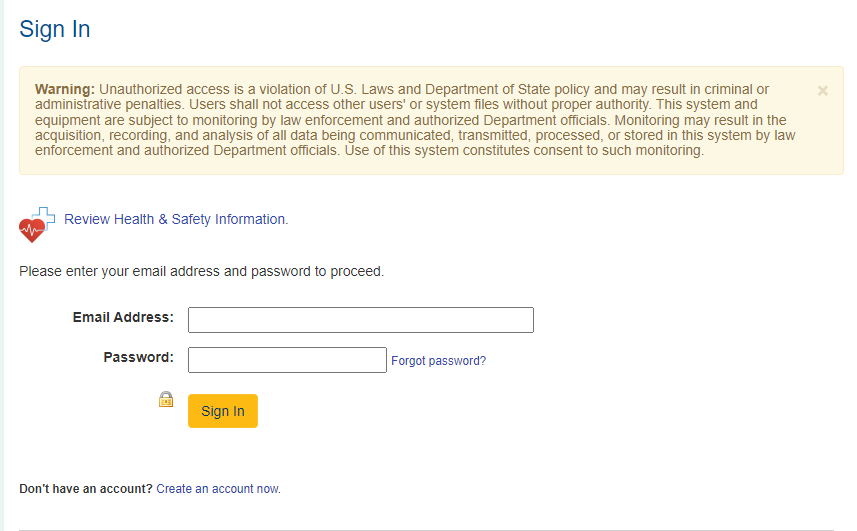 Sign In
Warning: Unauthorized access is a violation of U.S. Laws and Department of State policy and may result in criminal or
administrative penalties. Users shall not access other users' or system files without proper authority. This system and
equipment are subject to monitoring by law enforcement and authorized Department officials. Monitoring may result in the
acquisition, recording, and analysis of all data being communicated, transmitted, processed, or stored in this system by law
enforcement and authorized Department officials. Use of this system constitutes consent to such monitoring.
Review Health & Safety Information.
Please enter your email address and password to proceed.
Email Address:
Password: Forgot password?
Sign In
Don't have an account? Create an account now.